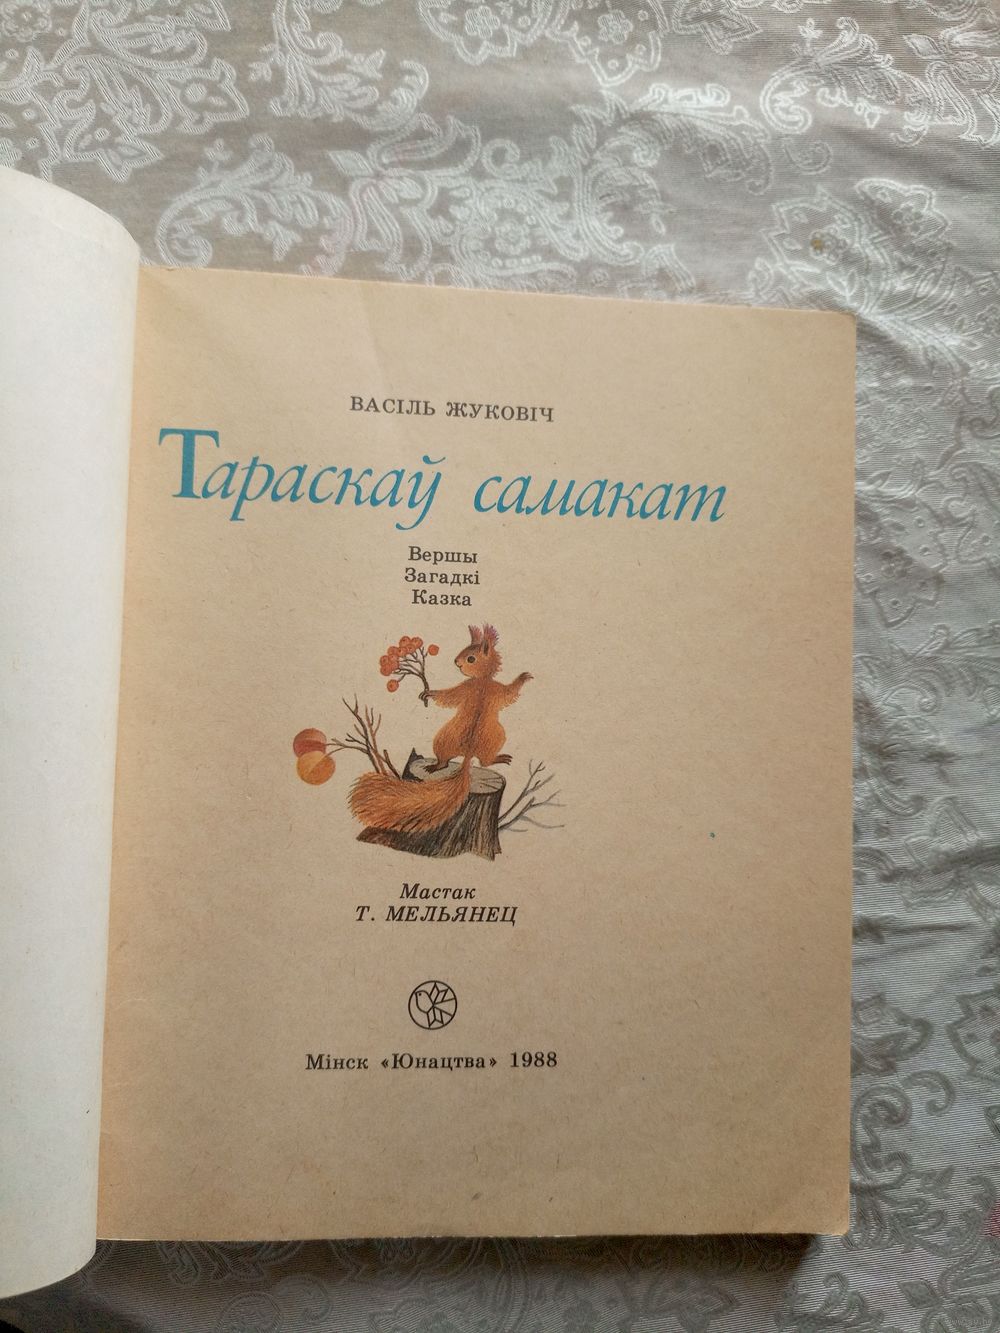 ВАСІЛЬ ЖУКОВІЧ
Тараскаў самакат
Вершы
Загадкі
Казка
Мастак
Т. МЕЛЬЯНЕЦ
Мінск «Юнацтва» 1988